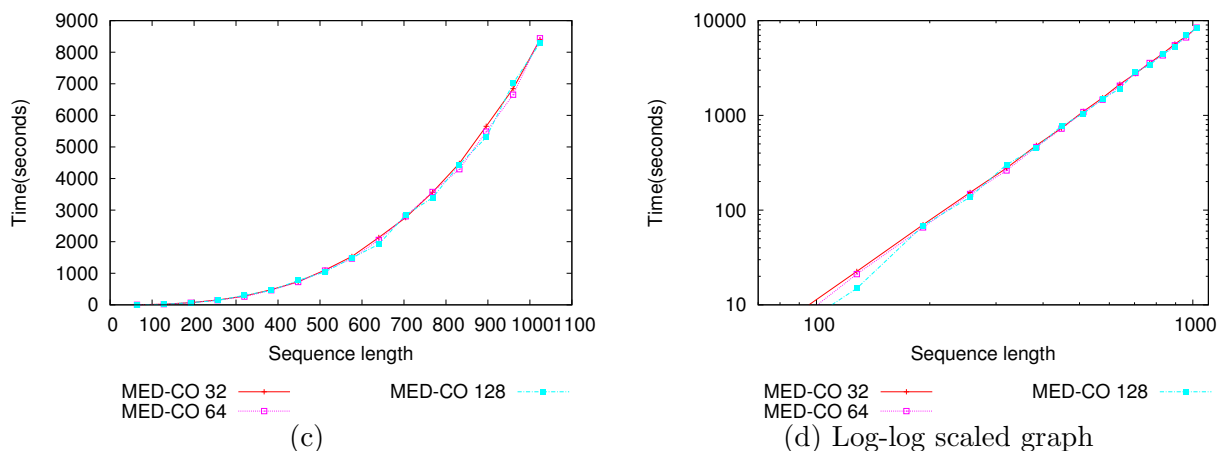 9000
8000
7000
6000
5000
4000
3000
2000
1000
0
Time(seconds)
0 100 200 300 400 500 600 700 800 900 1000 1100
Sequence length
MED-CO 32
MED-CO 64
MED-CO 128
(c)
10000
1000
100
10
Time(seconds)
100 1000
Sequence length
MED-CO 32
MED-CO 64
MED-CO 128
(d) Log-log scaled graph